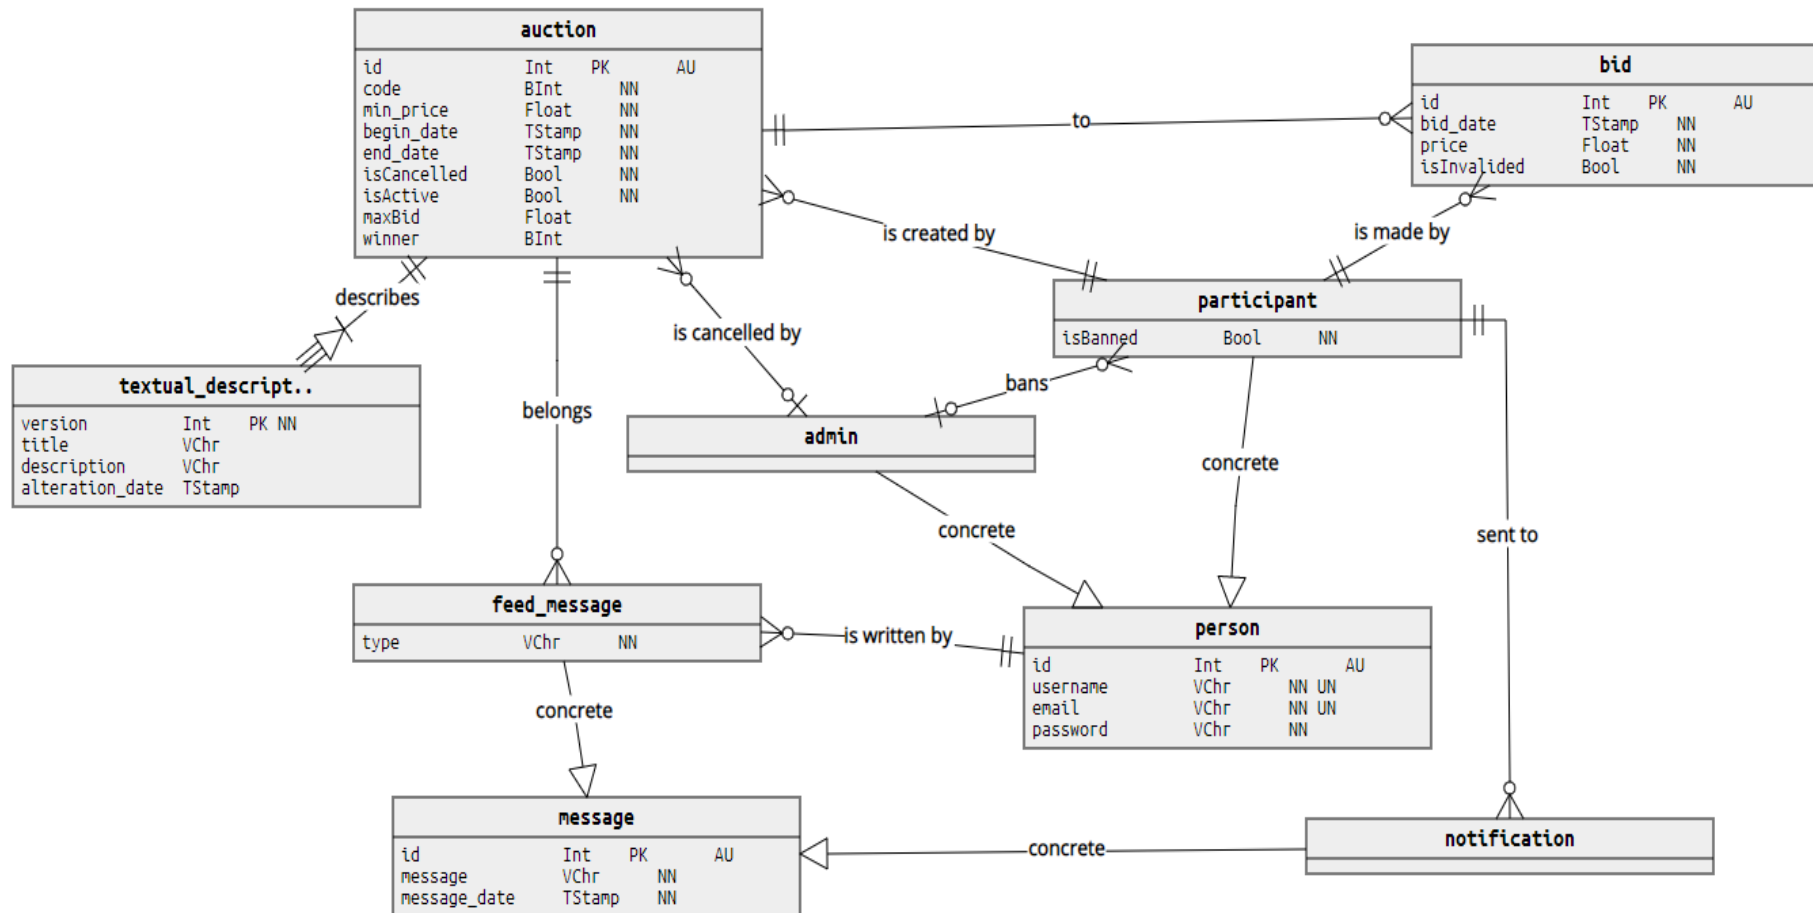 auction
id Int PK AU
code BInt NN
min_price Float NN
begin_date TStamp NN
end_date TStamp NN
isCancelled Bool NN
isActive Bool NN
maxBid Float
winner BInt
to
bid
id Int PK AU
bid_date TStamp NN
price Float NN
isInvalided Bool NN
is created by
is made by
participant
isBanned Bool NN
describes
is cancelled by
bans
textual_descript..
version Int PK NN
title VChr
description VChr
alteration_date TStamp
belongs
admin
concrete
concrete
sent to
feed_message
type VChr NN
is written by
person
id Int PK AU
username VChr NN UN
email VChr NN UN
password VChr NN
concrete
message
id Int PK AU
message VChr NN
message_date TStamp NN
concrete
notification